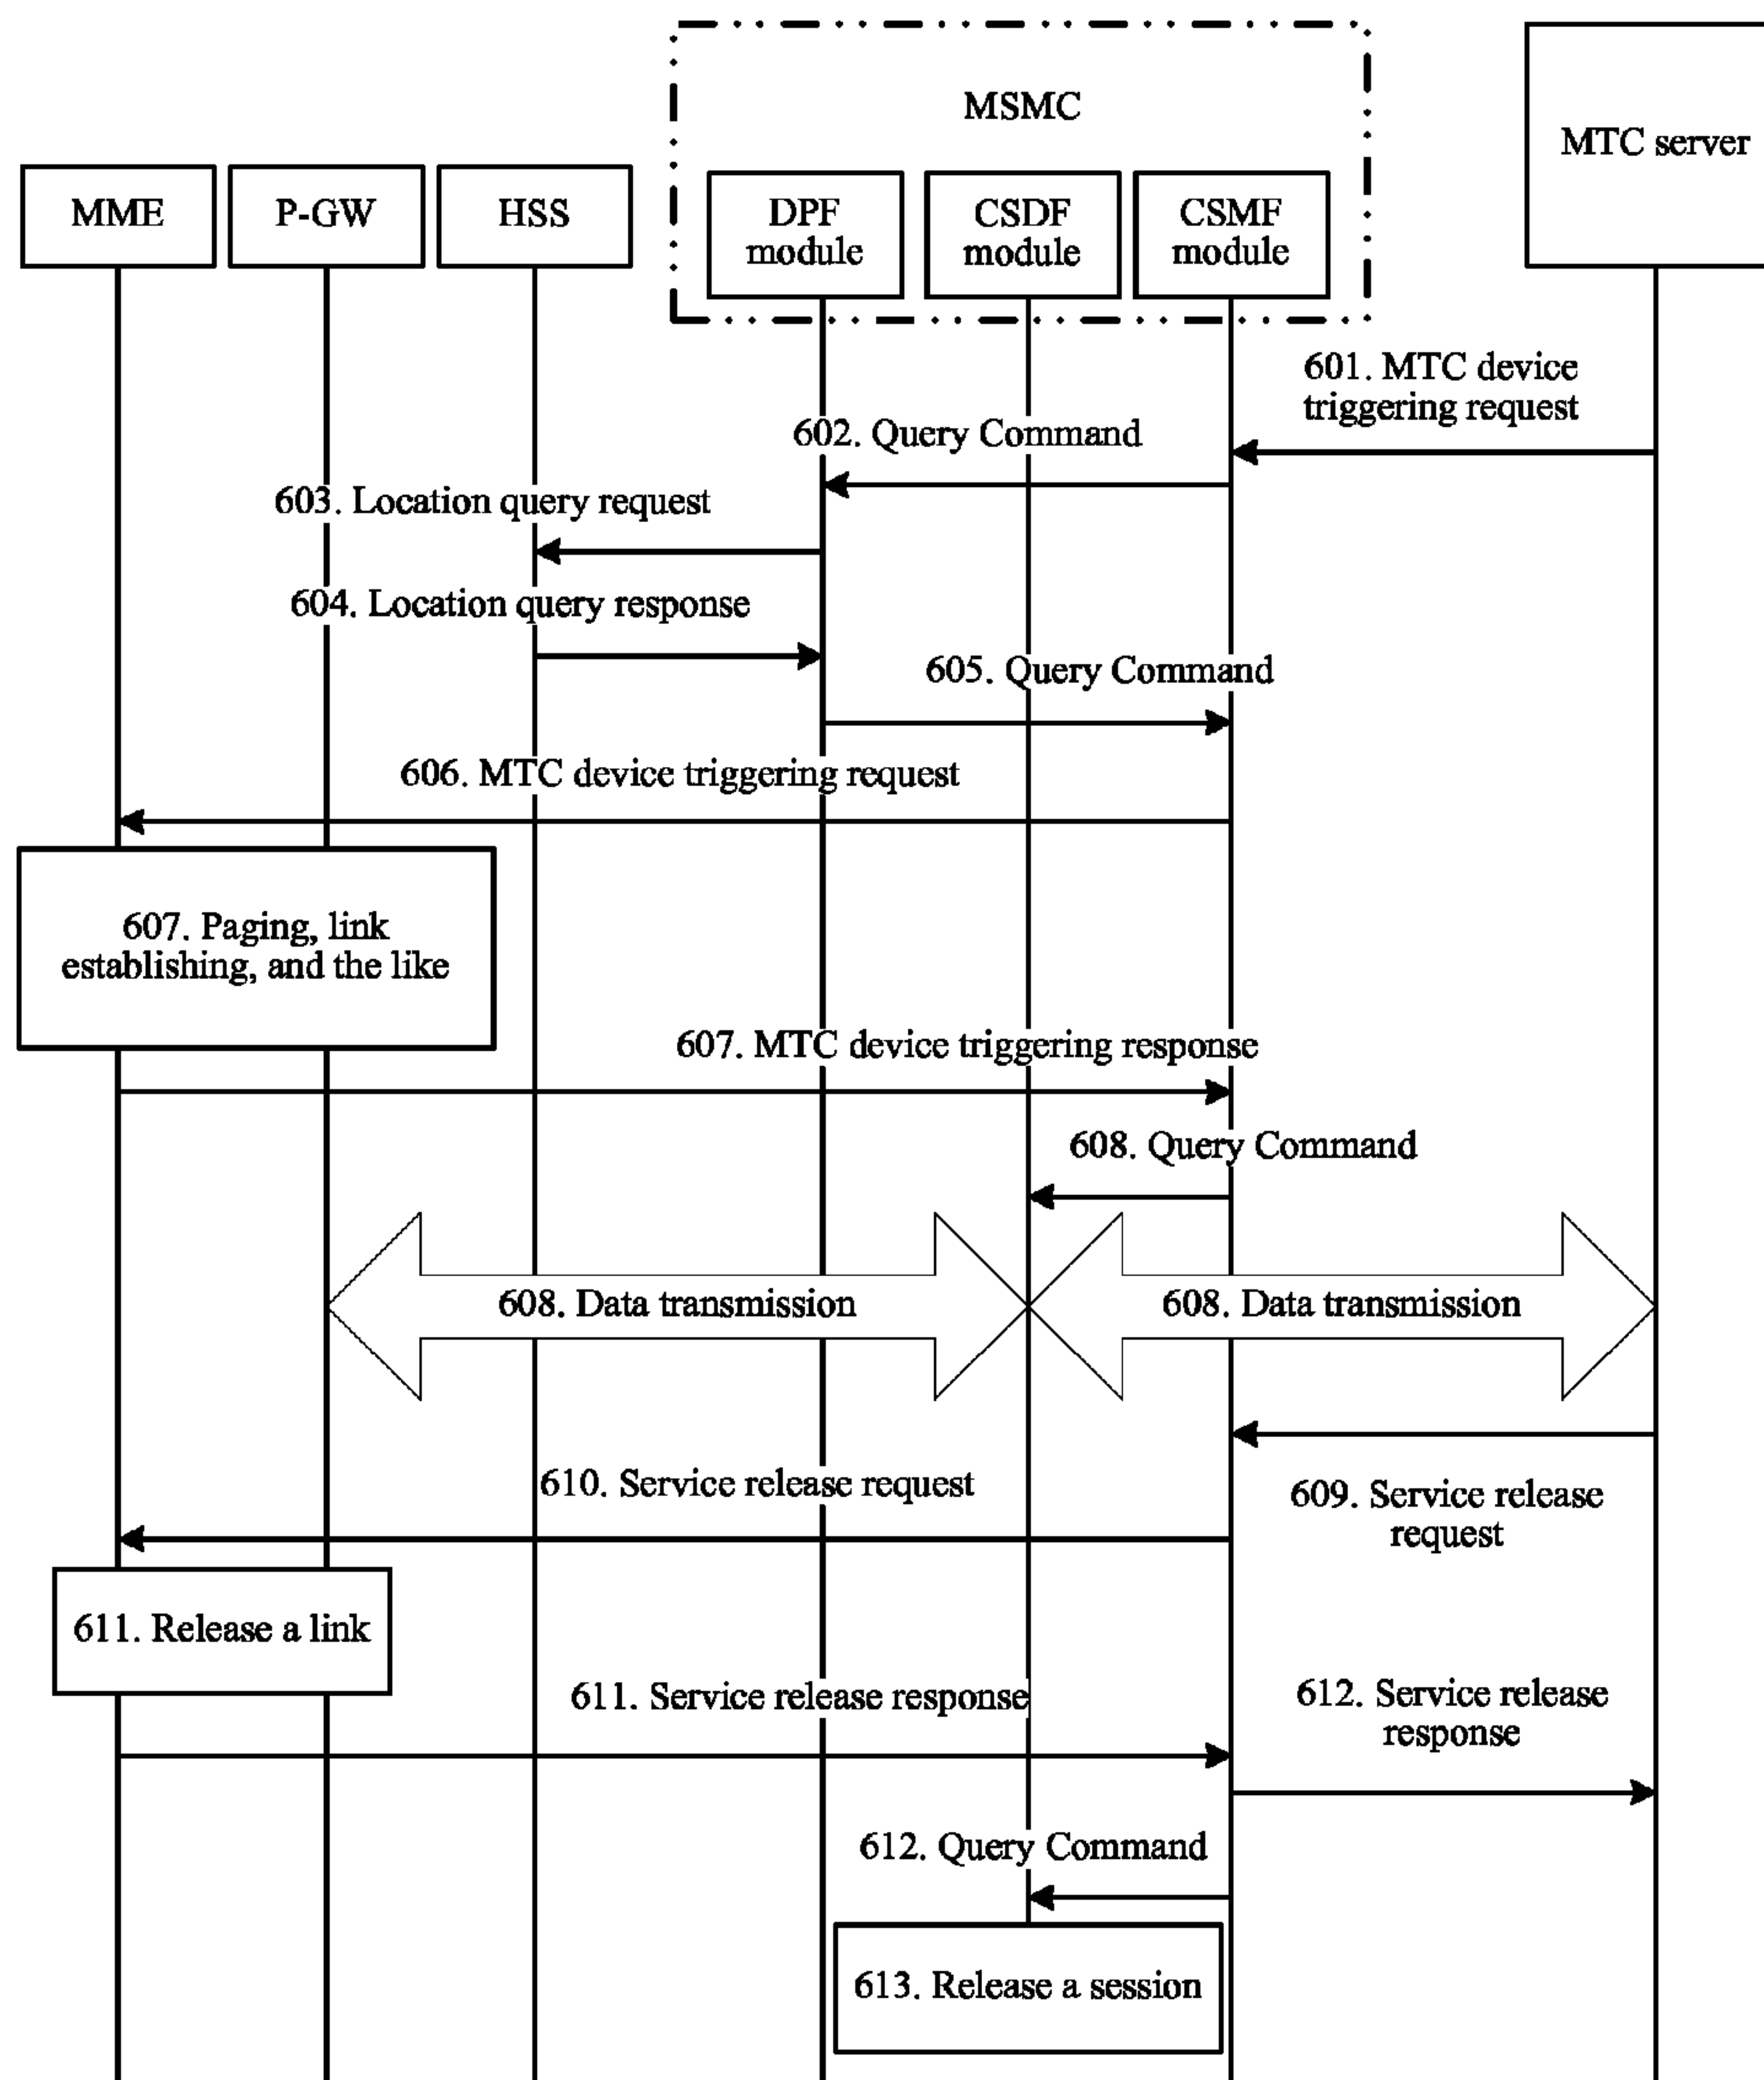 MSMC
MTC server
MME
P-GW
HSS
DPF
module
CSDF
module
CSMF
module
601. MTC device
triggering request
602. Query Command
603. Location query request
604. Location query response
605. Query Command
606. MTC device triggering request
607. Paging, link
establishing, and the like
607. MTC device triggering response
608. Query Command
608. Data transmission
608. Data transmission
610. Service release request
609. Service release
request
611. Release a link
611. Service release response
612. Service release
response
612. Query Command
613. Release a session